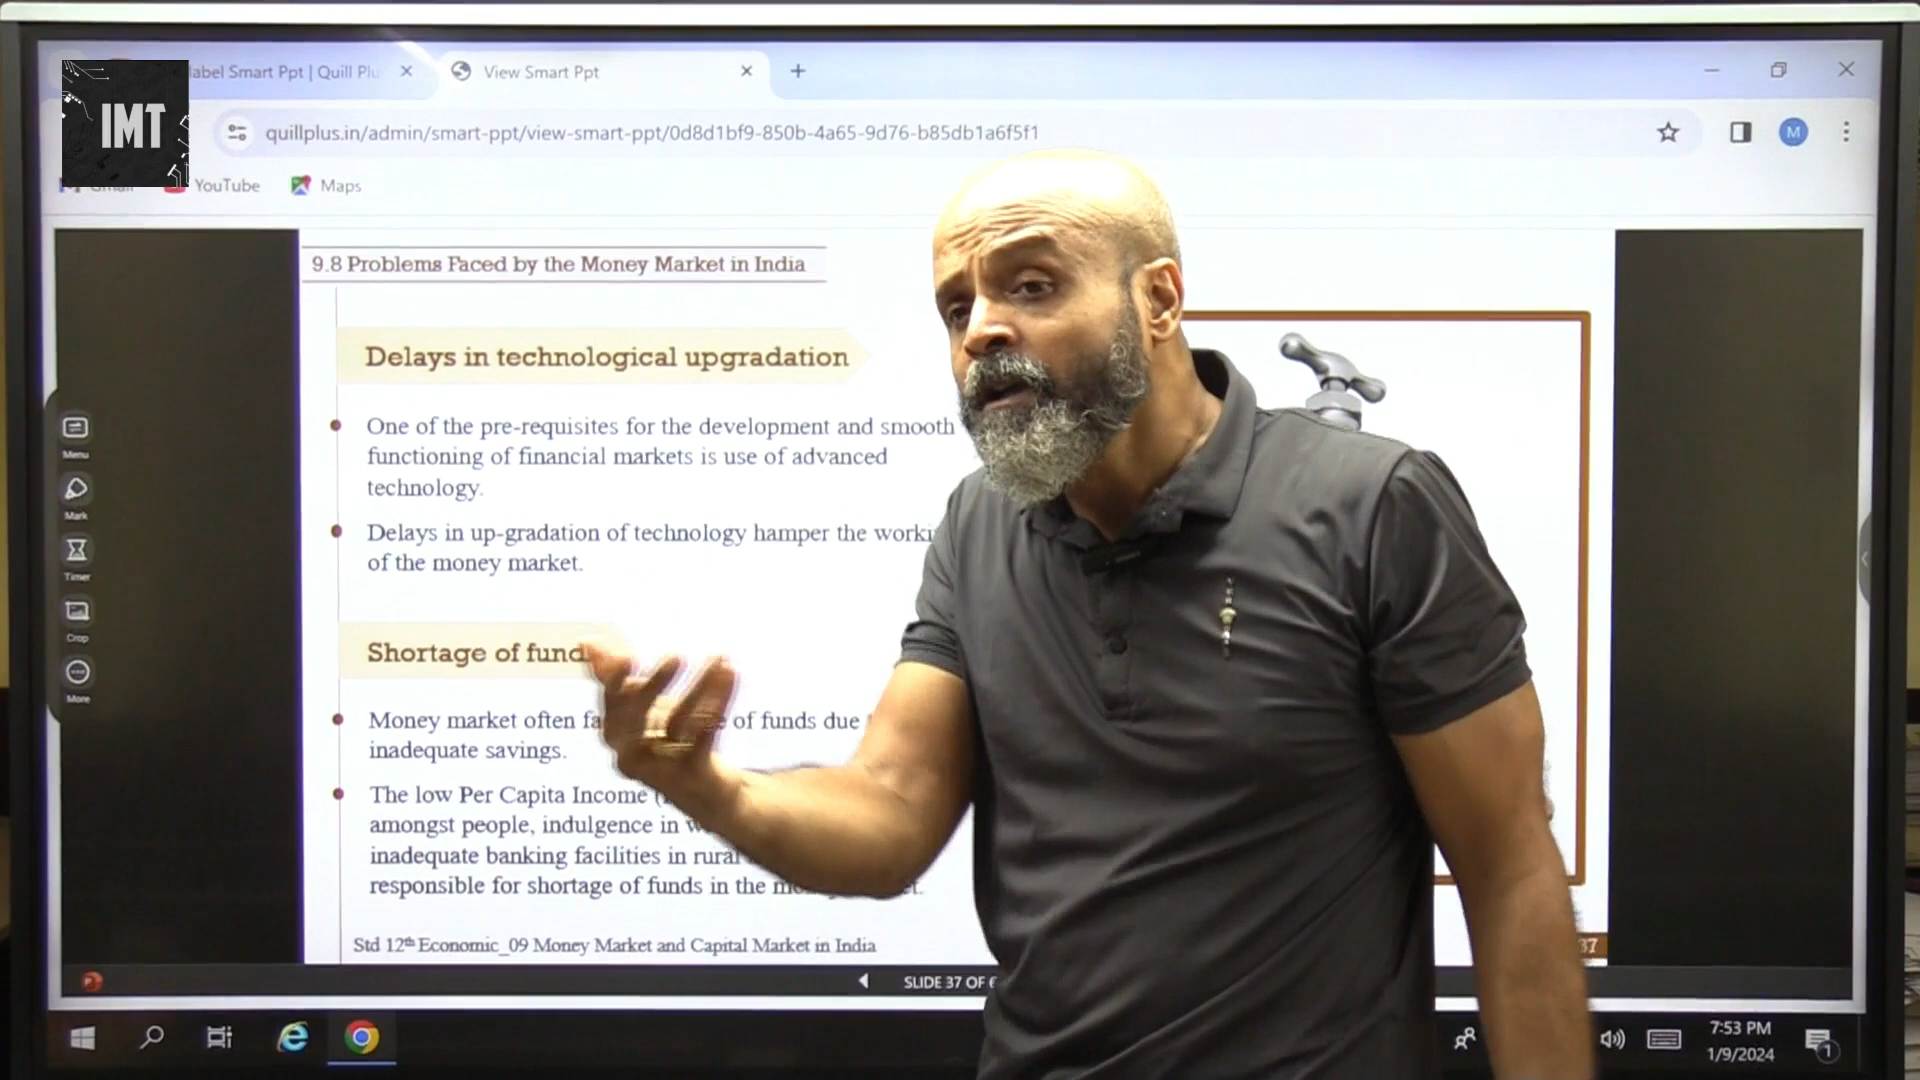 label Smart Ppt | Quill Plu
View Smart Ppt
IMT
quillplus.in/admin/smart-ppt/view-smart-ppt/0d8d1bf9-850b-4a65-9d76-b85db1a6f5f1
M
Gmail
YouTube
Maps
9.8 Problems Faced by the Money Market in India
Delays in technological upgradation
One of the pre-requisites for the development and smooth
functioning of financial markets is use of advanced
technology.
Delays in up-gradation of technology hamper the worki
of the money market.
Shortage of fund
Money market often fa of funds due
inadequate savings.
The low Per Capita Income
amongst people, indulgence in
inadequate banking facilities in rural
responsible for shortage of funds in the
Std 12th Economic_09 Money Market and Capital Market in India
37
Menu
Mark
Timer
Crop
More
SLIDE 37 OF
7:53 PM
1/9/2024
1